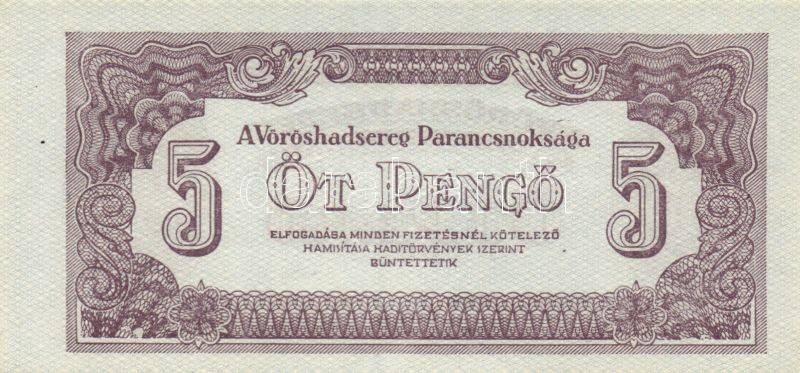 A Vöröshadsereg Parancsnoksága
5 ÖT PENGŐ 5
ELFOGADÁSA MINDEN FIZETÉSNÉL KÖTELEZŐ
HAMISÍTÁSA HADITÖRVÉNYEK SZERINT
BÜNTETTETIK